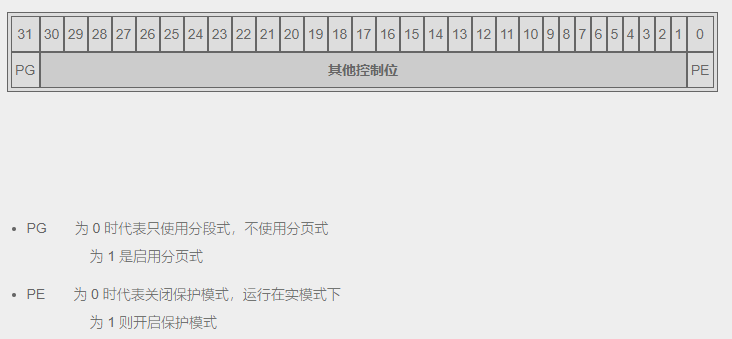 31 30 29 28 27 26 25 24 23 22 21 20 19 18 17 16 15 14 13 12 11 10 9 8 7 6 5 4 3 2 1 0
PG 其他控制位 PE
PG 为 0 时代表只使用分段式，不使用分页式
为 1 是启用分页式
PE 为 0 时代表关闭保护模式，运行在实模式下
为 1 则开启保护模式